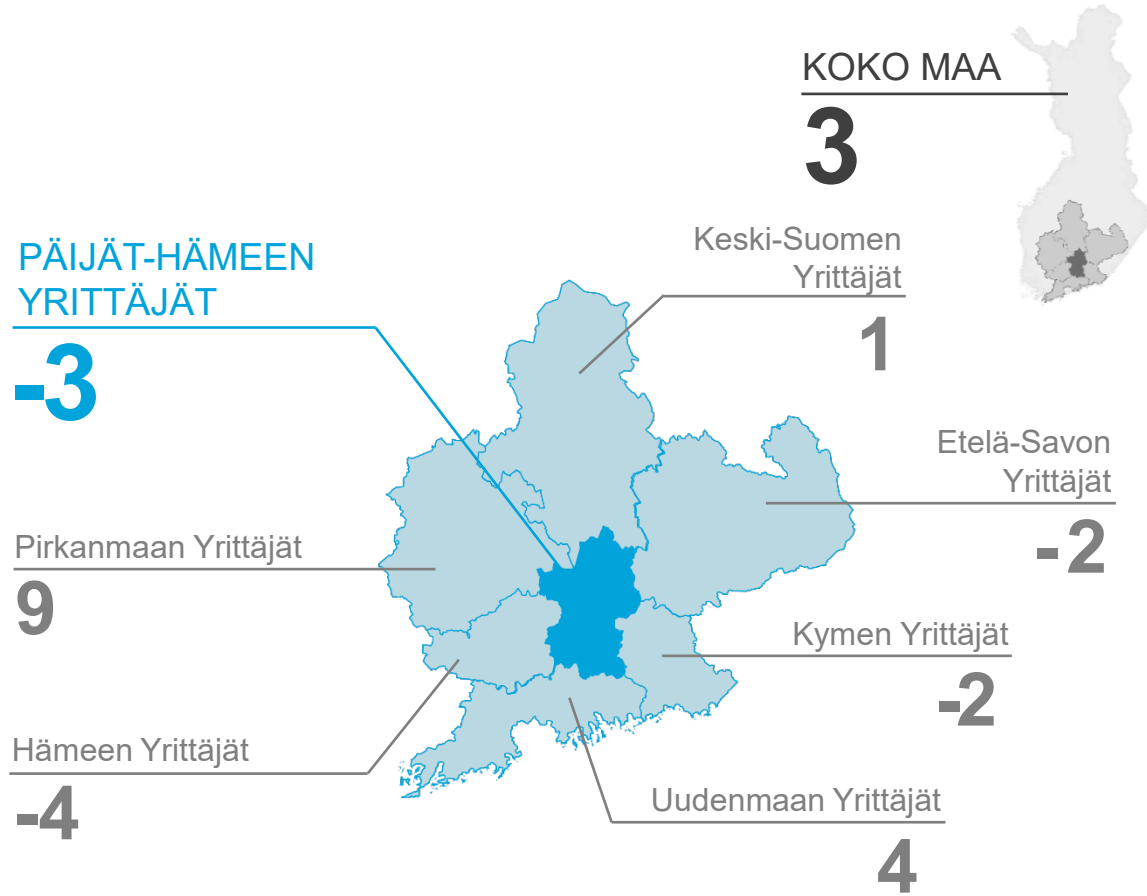 KOKO MAA
3
PÄIJÄT-HÄMEEN
YRITTÄJÄT
-3
Keski-Suomen
Yrittäjät
1
Etelä-Savon
Yrittäjät
-2
Pirkanmaan Yrittäjät
9
Kymen Yrittäjät
-2
Hämeen Yrittäjät
-4
Uudenmaan Yrittäjät
4